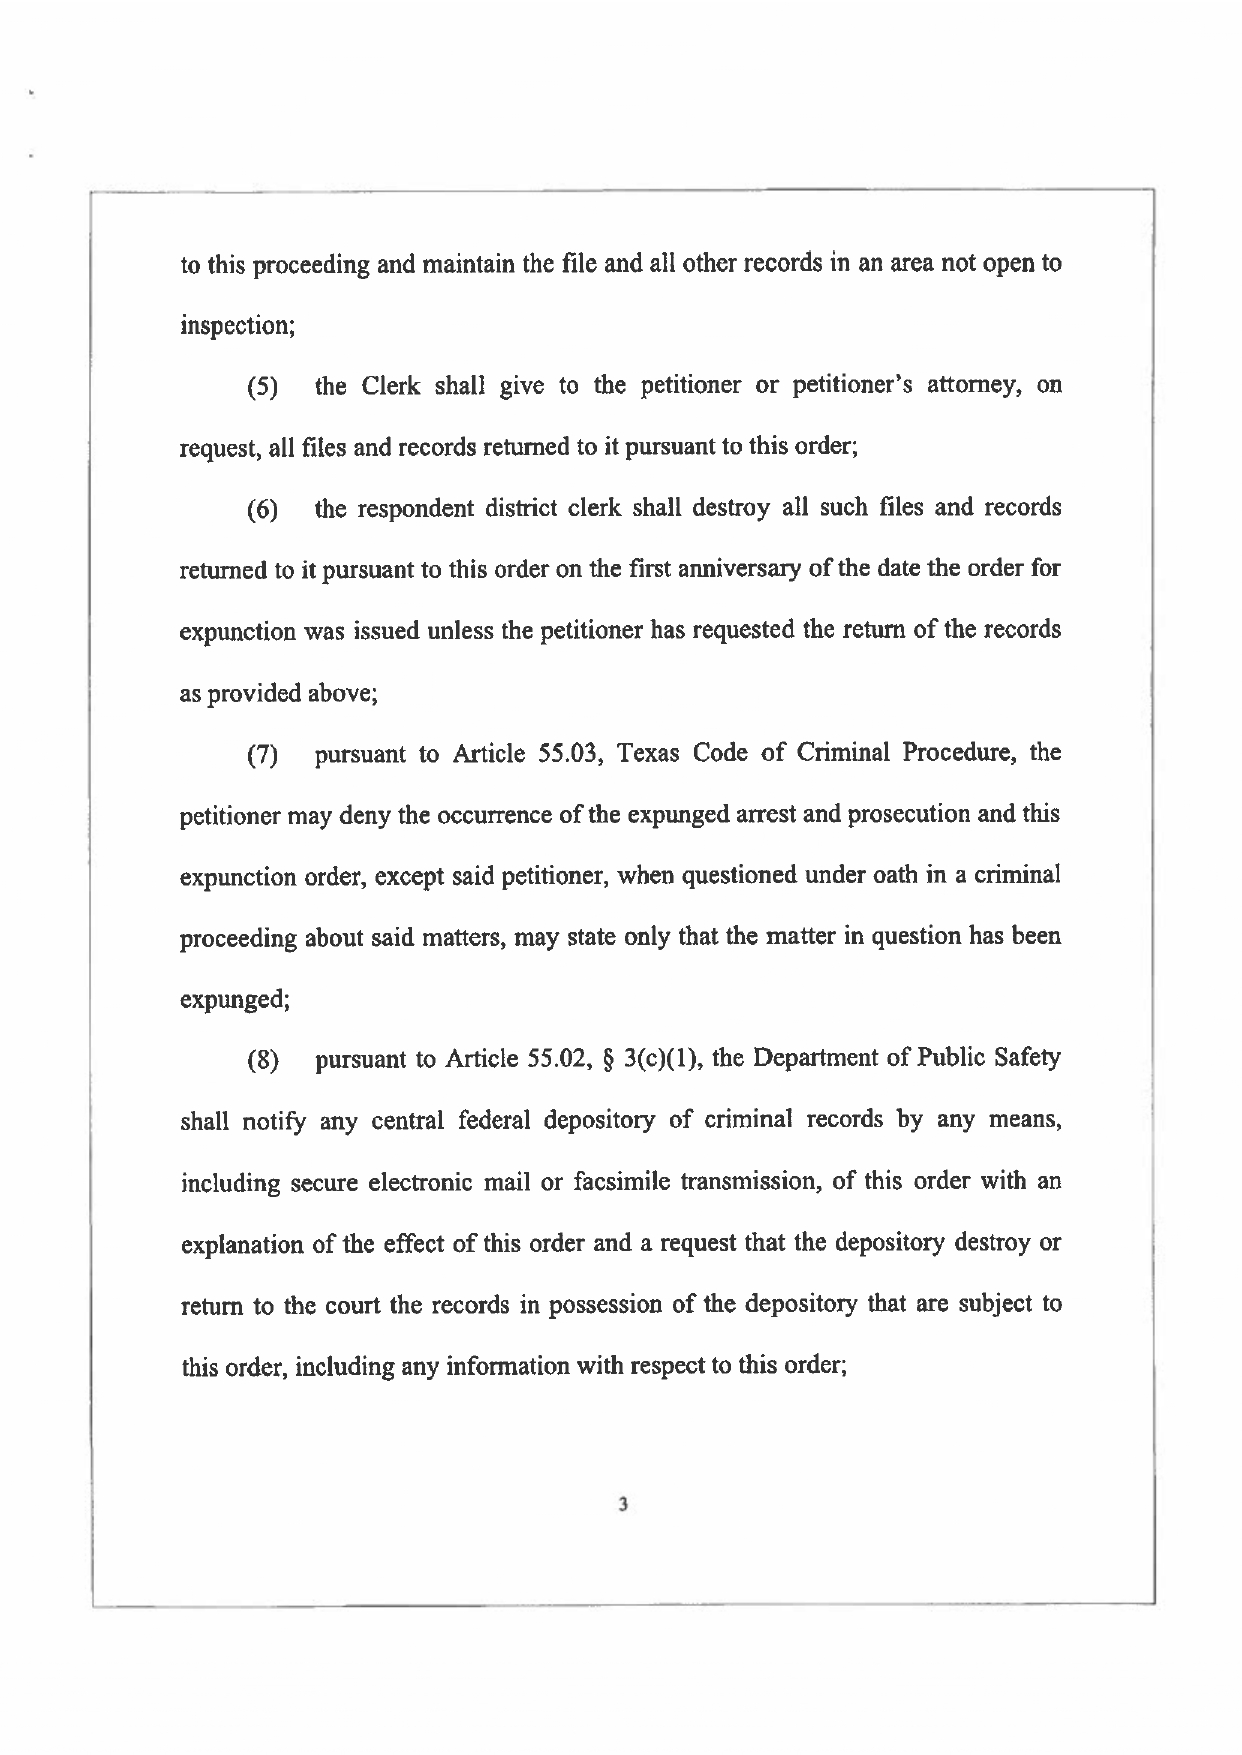 to this proceeding and maintain the file and all other records in an area not open to
inspection;
(5) the Clerk shall give to the petitioner or petitioner's attorney, on
request, all files and records returned to it pursuant to this order;
(6) the respondent district clerk shall destroy all such files and records
returned to it pursuant to this order on the first anniversary of the date the order for
expunction was issued unless the petitioner has requested the return of the records
as provided above;
(7) pursuant to Article 55.03, Texas Code of Criminal Procedure, the
petitioner may deny the occurrence of the expunged arrest and prosecution and this
expunction order, except said petitioner, when questioned under oath in a criminal
proceeding about said matters, may state only that the matter in question has been
expunged;
(8) pursuant to Article 55.02, § 3(c)(1), the Department of Public Safety
shall notify any central federal depository of criminal records by any means,
including secure electronic mail or facsimile transmission, of this order with an
explanation of the effect of this order and a request that the depository destroy or
return to the court the records in possession of the depository that are subject to
this order, including any information with respect to this order;
3